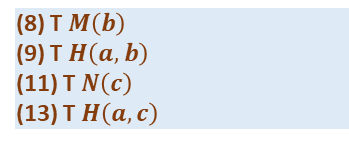 (8) T M(b)
(9) T H(a, b)
(11) T N(c)
(13) T H(a, c)